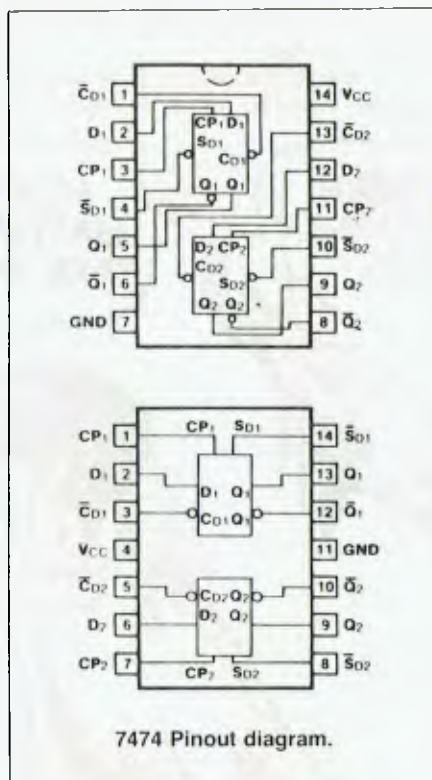 C̅D1 1 14 VCC
D1 2 CP1 D1 13 C̅D2
SD1
CP1 3 CD1 12 D2
S̅D1 4 Q1 Q1 11 CP2
Q1 5 D2 CP2 10 S̅D2
CD2
Q̅1 6 SD2 9 Q2
Q2 Q2
GND 7 8 Q̅2
CP1 1 CP1 SD1 14 S̅D1
D1 2 13 Q1
D1 Q1
C̅D1 3 CD1 Q1 12 Q̅1
VCC 4 11 GND
C̅D2 5 CD2 Q2 10 Q̅2
D2 Q2
D2 6 9 Q2
CP2 7 CP2 SD2 8 S̅D2
7474 Pinout diagram.